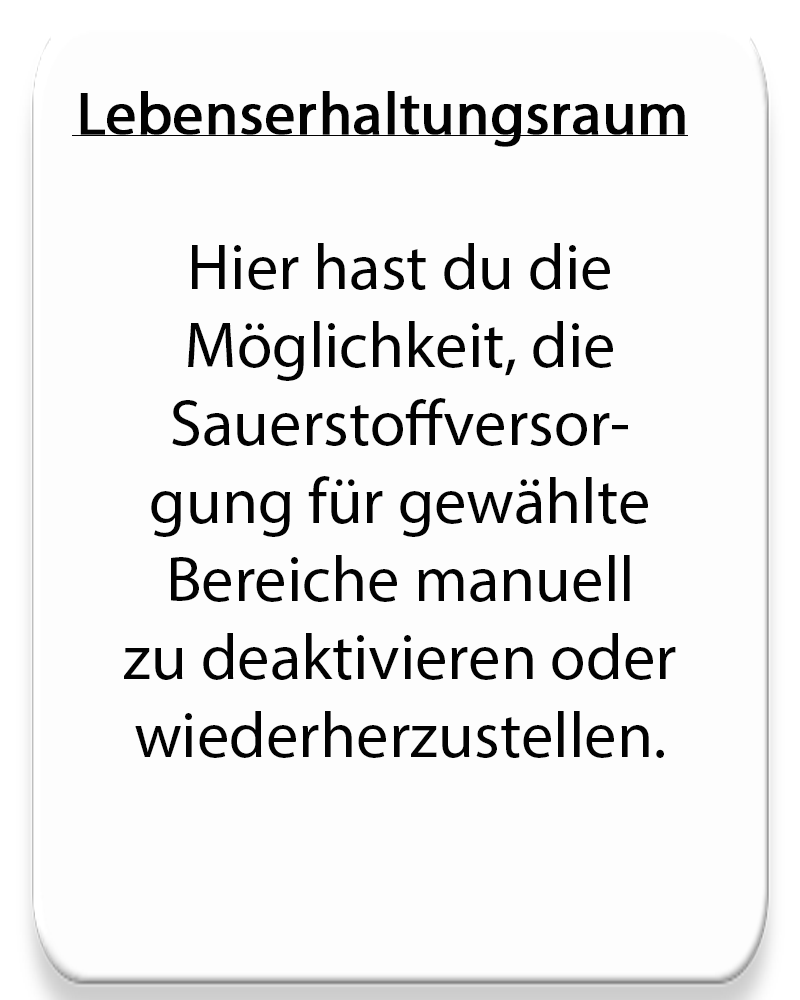 Lebenserhaltungsraum
Hier hast du die
Möglichkeit, die
Sauerstoffversor-
gung für gewählte
Bereiche manuell
zu deaktivieren oder
wiederherzustellen.